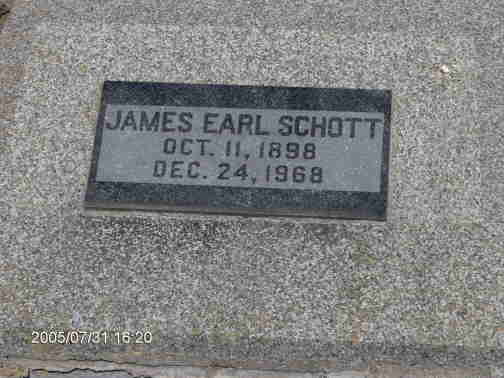 JAMES EARL SCHOTT
OCT. 11, 1898
DEC. 24, 1968
2005/07/31 16:20